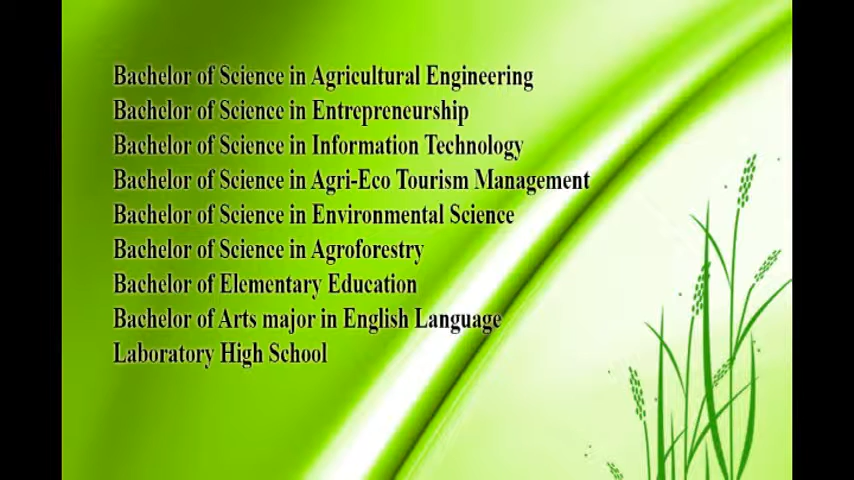 Bachelor of Science in Agricultural Engineering
Bachelor of Science in Entrepreneurship
Bachelor of Science in Information Technology
Bachelor of Science in Agri-Eco Tourism Management
Bachelor of Science in Environmental Science
Bachelor of Science in Agroforestry
Bachelor of Elementary Education
Bachelor of Arts major in English Language
Laboratory High School